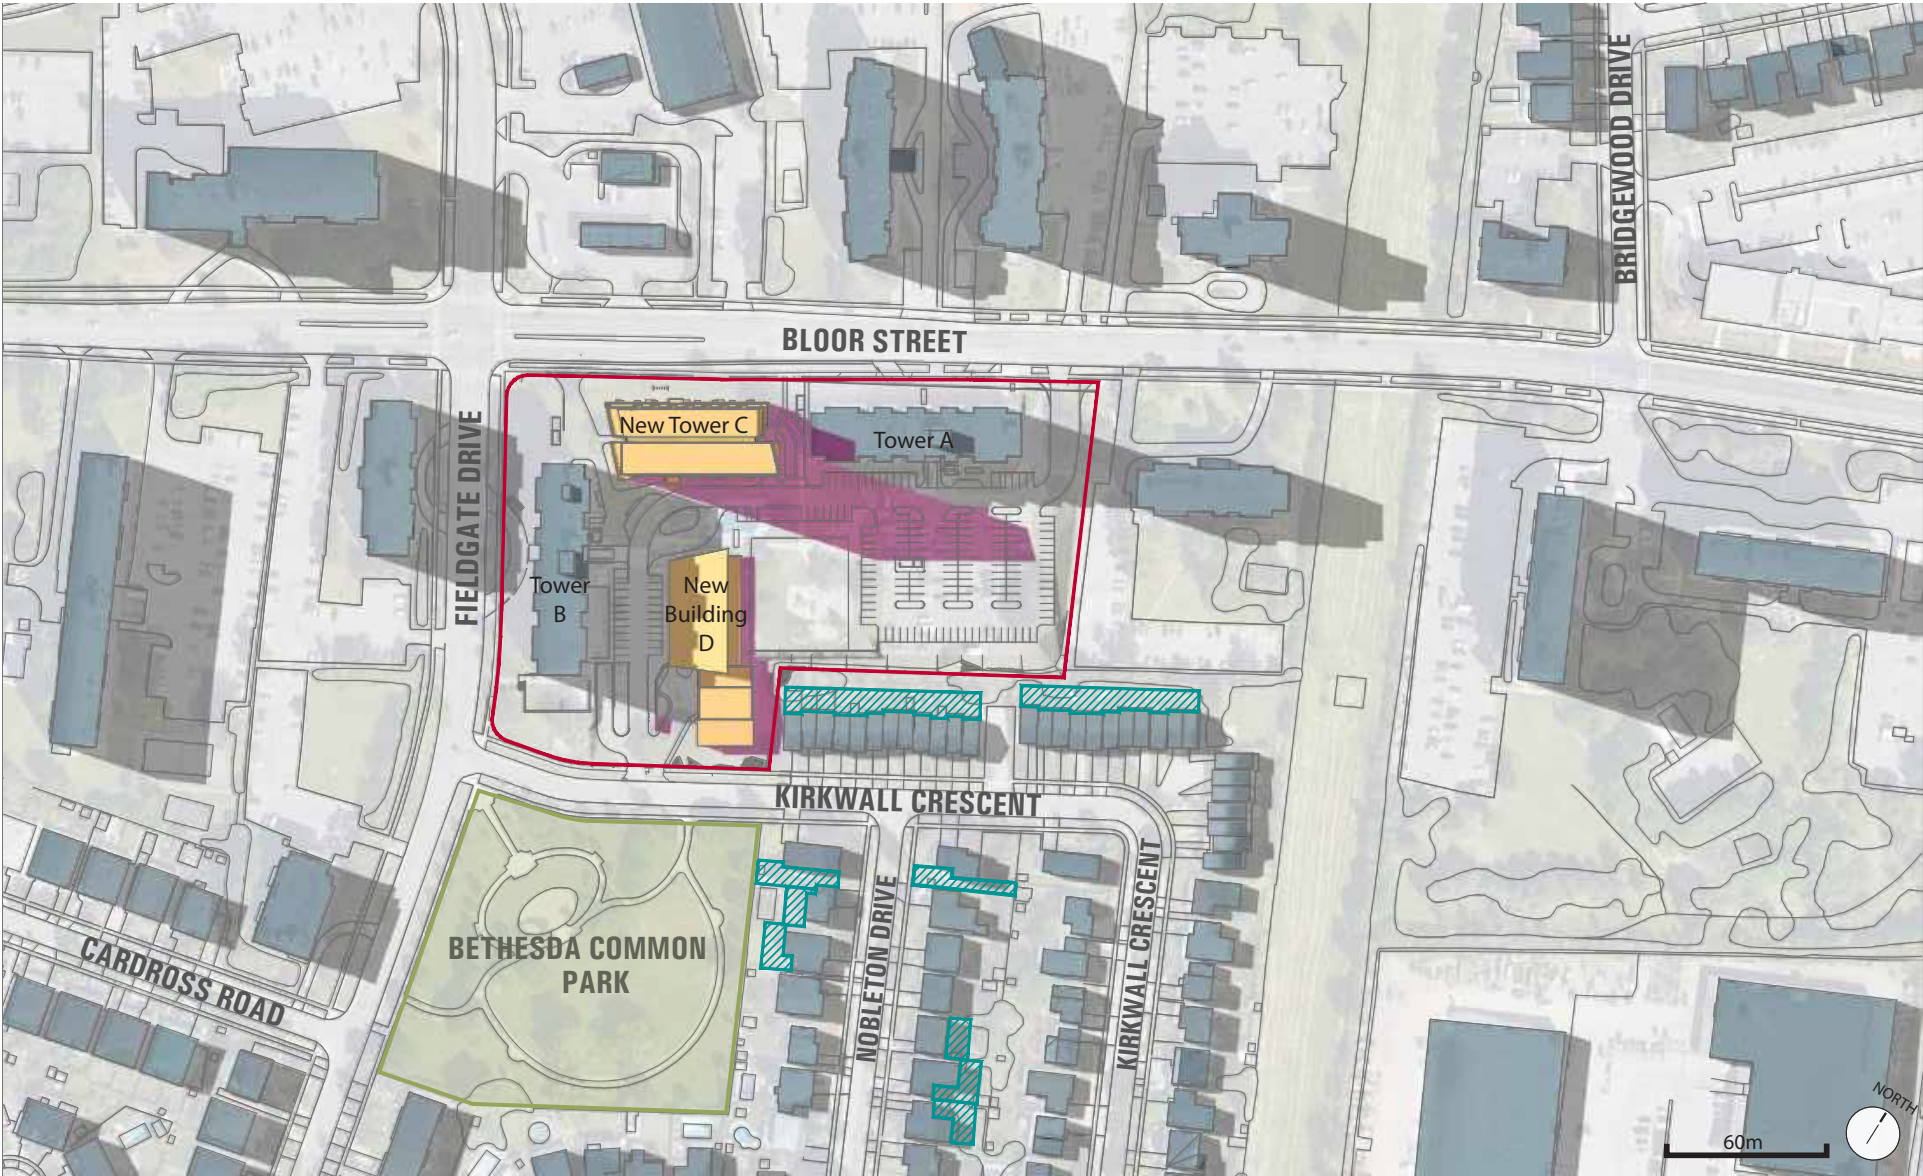 BRIDGEWOOD DRIVE
BLOOR STREET
FIELDGATE DRIVE
New Tower C
Tower A
Tower
B
New
Building
D
KIRKWALL CRESCENT
NOBLETON DRIVE
KIRKWALL CRESCENT
BETHESDA COMMON
PARK
CARDROSS ROAD
NORTH
60m